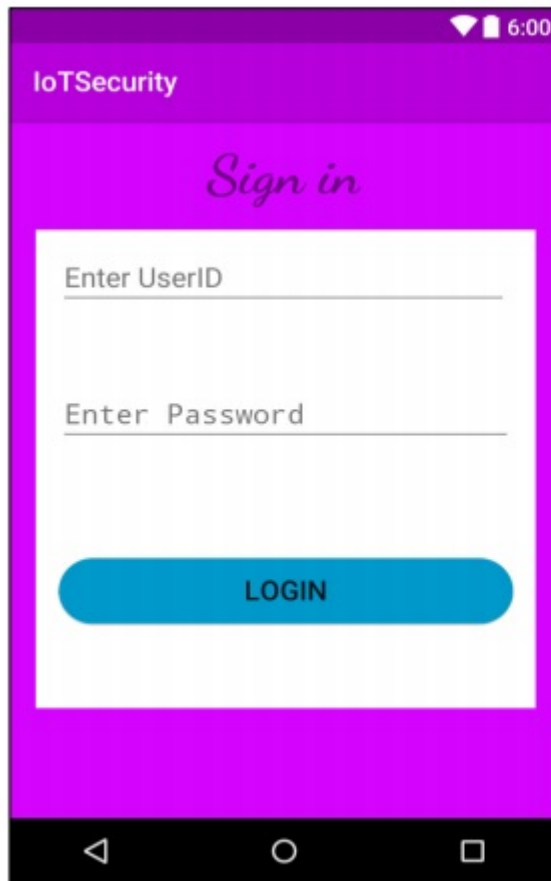 6:00
IoTSecurity
Sign in
Enter UserID
Enter Password
LOGIN